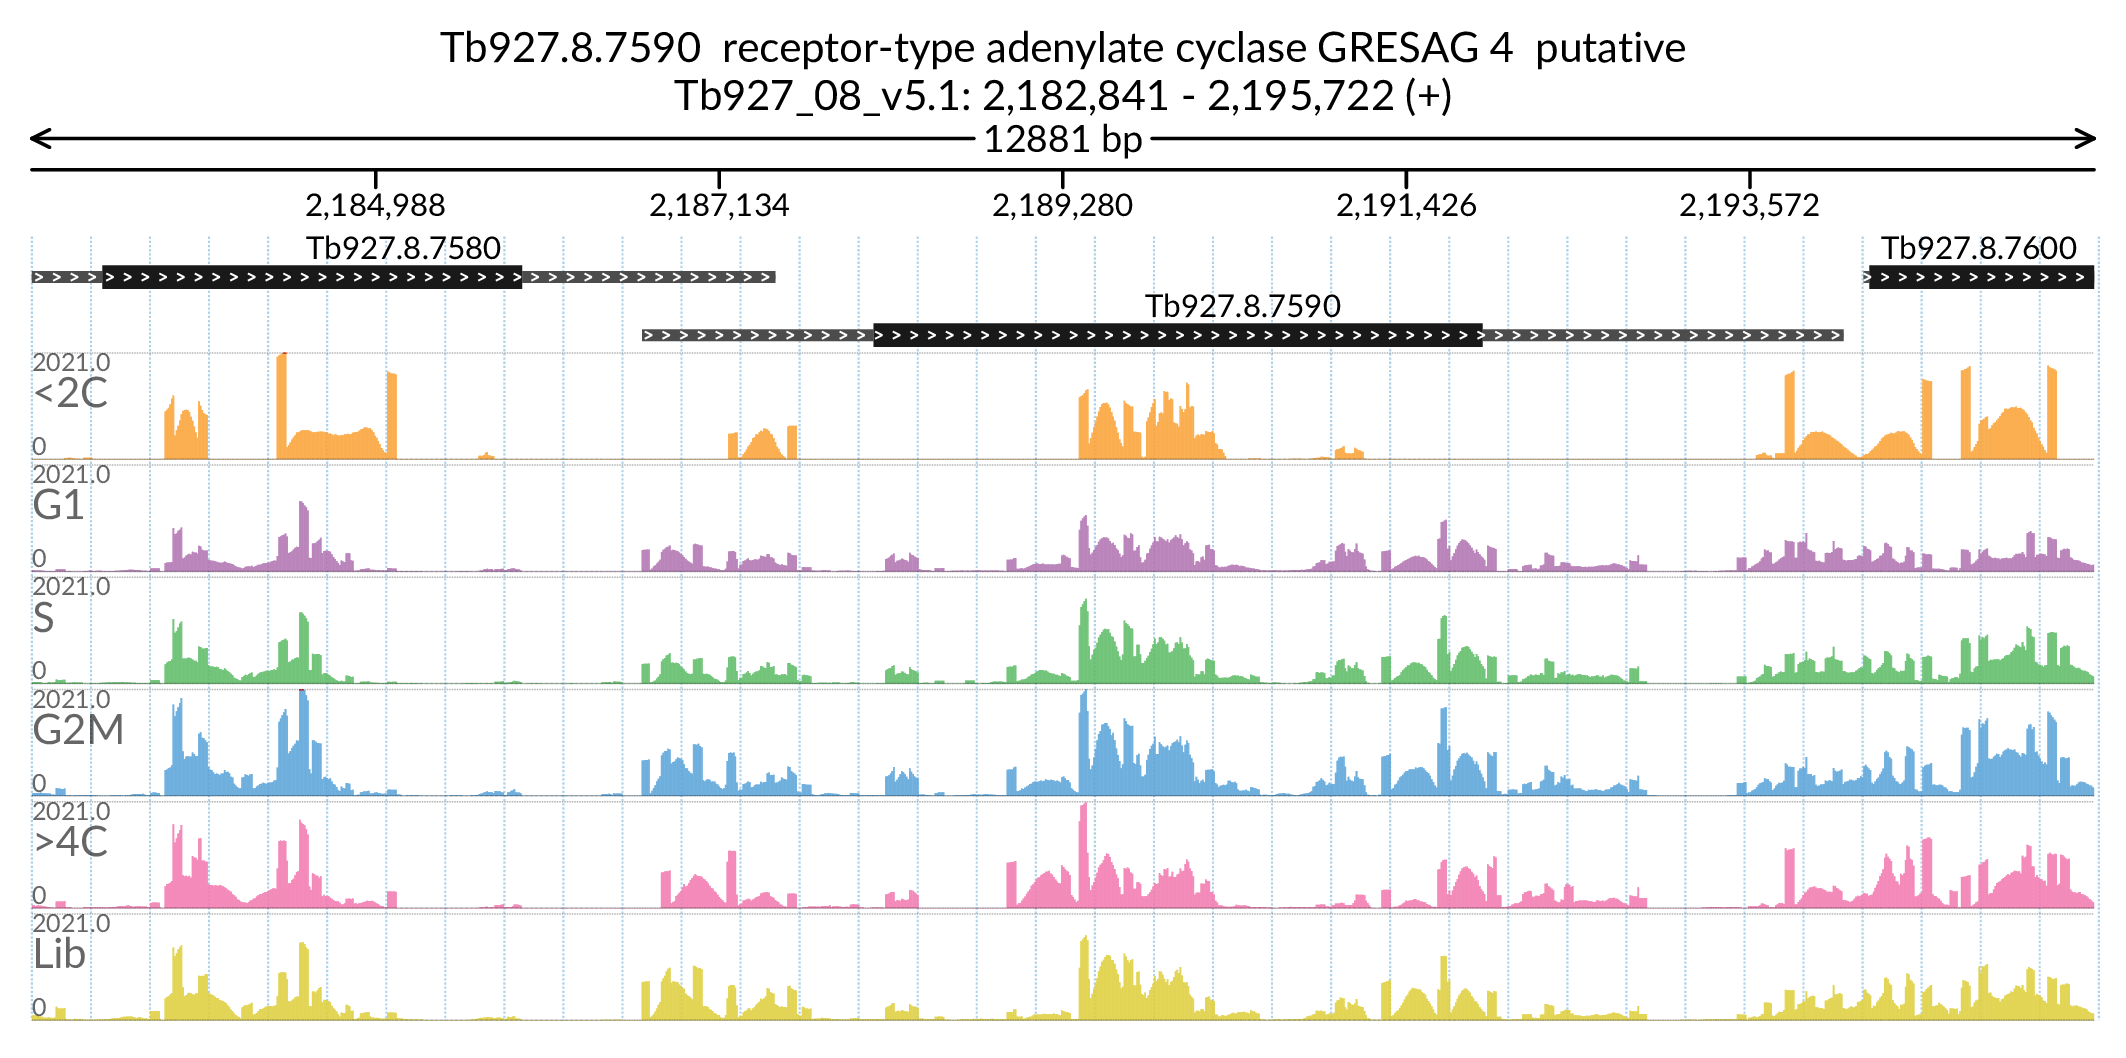 Tb927.8.7590  receptor-type adenylate cyclase GRESAG 4  putative
Tb927_08_v5.1: 2,182,841 - 2,195,722 (+)
12881 bp
2,184,988
2,187,134
2,189,280
2,191,426
2,193,572
Tb927.8.7580
Tb927.8.7600
Tb927.8.7590
2021.0
<2C
0
2021.0
G1
0
2021.0
S
0
2021.0
G2M
0
2021.0
>4C
0
2021.0
Lib
0